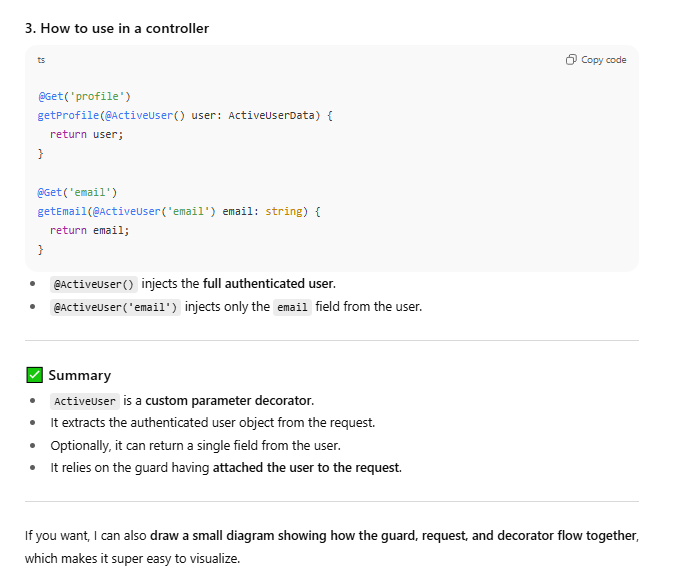 3. How to use in a controller
ts
Copy code
@Get('profile')
getProfile(@ActiveUser() user: ActiveUserData) {
  return user;
}
@Get('email')
getEmail(@ActiveUser('email') email: string) {
  return email;
}
• @ActiveUser() injects the full authenticated user.
• @ActiveUser('email') injects only the email field from the user.
✅ Summary
• ActiveUser is a custom parameter decorator.
• It extracts the authenticated user object from the request.
• Optionally, it can return a single field from the user.
• It relies on the guard having attached the user to the request.
If you want, I can also draw a small diagram showing how the guard, request, and decorator flow together,
which makes it super easy to visualize.